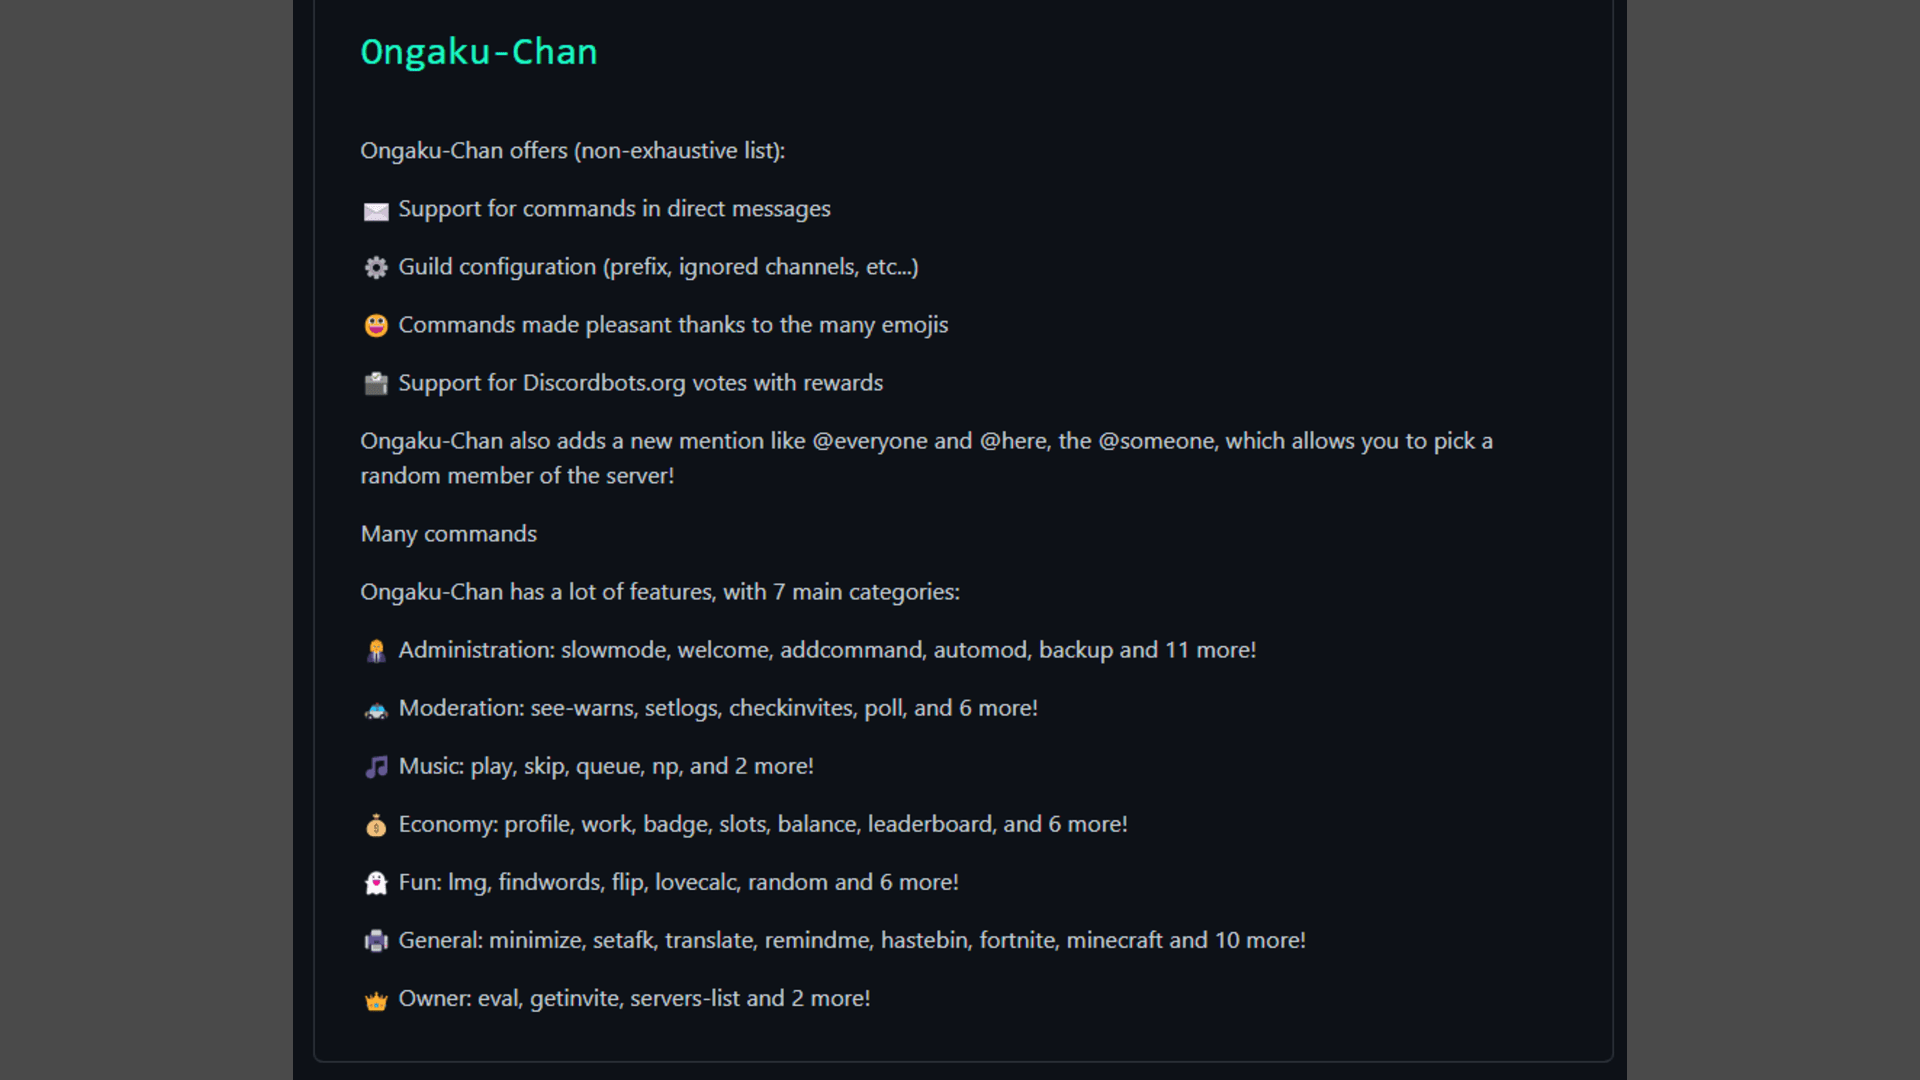 Ongaku-Chan
Ongaku-Chan offers (non-exhaustive list):
Support for commands in direct messages
Guild configuration (prefix, ignored channels, etc...)
Commands made pleasant thanks to the many emojis
Support for Discordbots.org votes with rewards
Ongaku-Chan also adds a new mention like @everyone and @here, the @someone, which allows you to pick a
random member of the server!
Many commands
Ongaku-Chan has a lot of features, with 7 main categories:
Administration: slowmode, welcome, addcommand, automod, backup and 11 more!
Moderation: see-warns, setlogs, checkinvites, poll, and 6 more!
Music: play, skip, queue, np, and 2 more!
Economy: profile, work, badge, slots, balance, leaderboard, and 6 more!
Fun: lmg, findwords, flip, lovecalc, random and 6 more!
General: minimize, setafk, translate, remindme, hastebin, fortnite, minecraft and 10 more!
Owner: eval, getinvite, servers-list and 2 more!